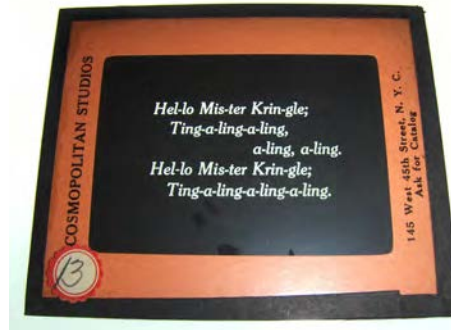 COSMOPOLITAN STUDIOS
Hel-lo Mis-ter Krin-gle;
Ting-a-ling-a-ling,
a-ling, a-ling.
Hel-lo Mis-ter Krin-gle;
Ting-a-ling-a-ling-a-ling.
145 West 45th Street, N. Y. C.
Ask for Catalog
13